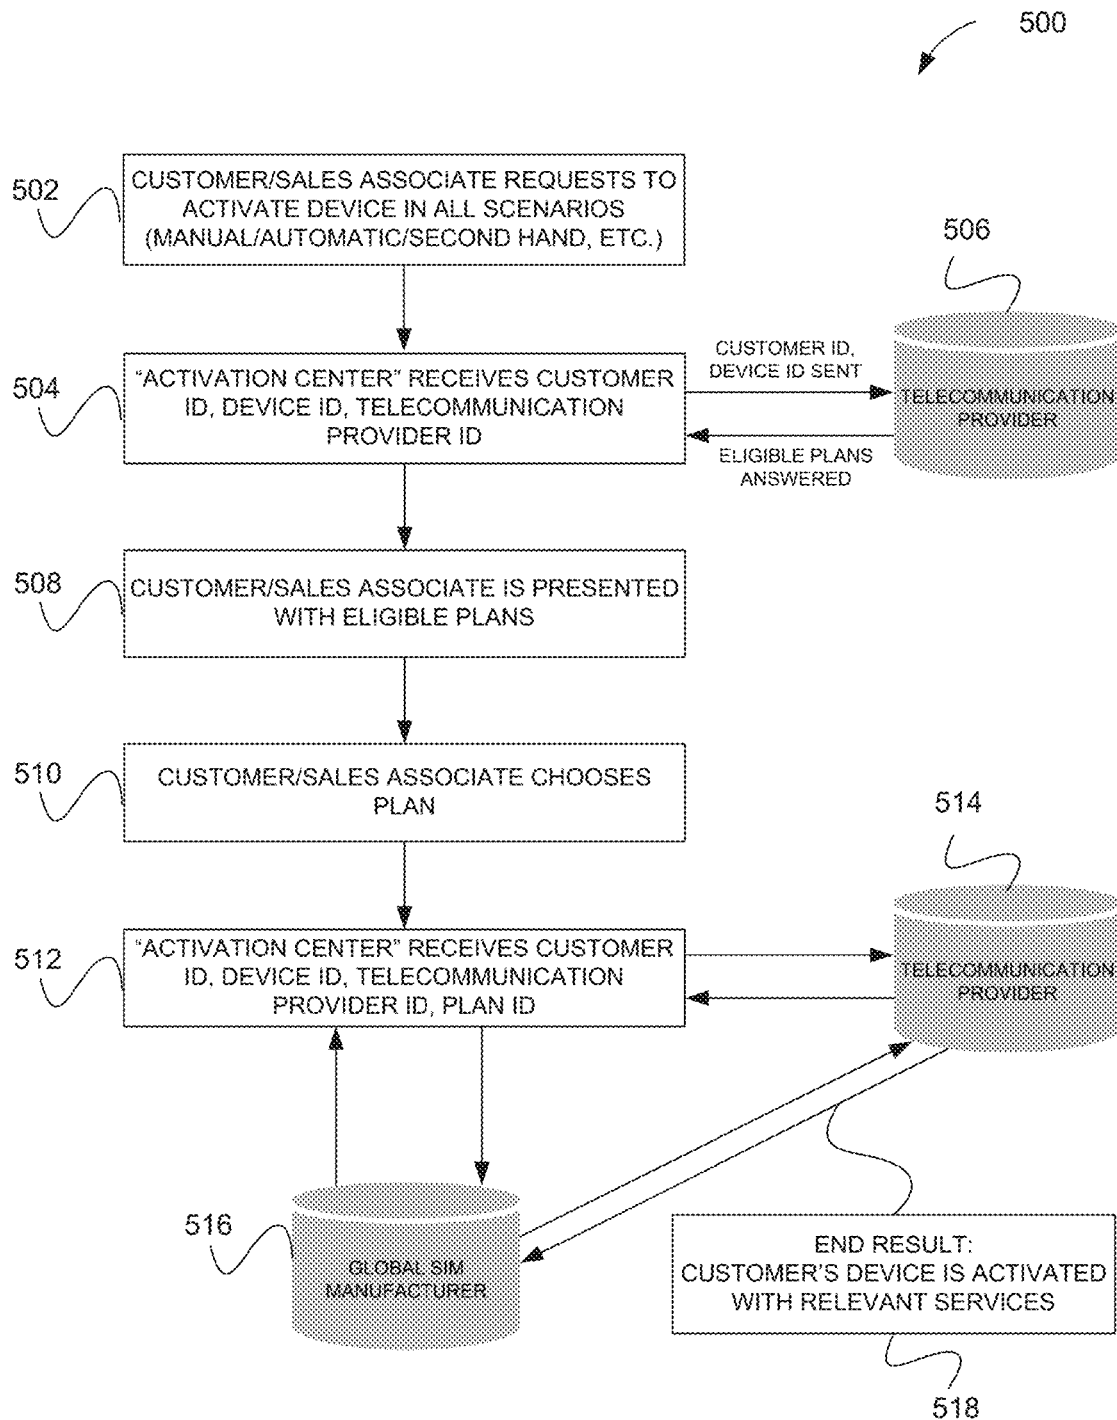 500
502
CUSTOMER/SALES ASSOCIATE REQUESTS TO
ACTIVATE DEVICE IN ALL SCENARIOS
(MANUAL/AUTOMATIC/SECOND HAND, ETC.)
506
504
“ACTIVATION CENTER” RECEIVES CUSTOMER
ID, DEVICE ID, TELECOMMUNICATION
PROVIDER ID
CUSTOMER ID,
DEVICE ID SENT
ELIGIBLE PLANS
ANSWERED
TELECOMMUNICATION
PROVIDER
508
CUSTOMER/SALES ASSOCIATE IS PRESENTED
WITH ELIGIBLE PLANS
510
CUSTOMER/SALES ASSOCIATE CHOOSES
PLAN
514
512
“ACTIVATION CENTER” RECEIVES CUSTOMER
ID, DEVICE ID, TELECOMMUNICATION
PROVIDER ID, PLAN ID
TELECOMMUNICATION
PROVIDER
516
GLOBAL SIM
MANUFACTURER
END RESULT:
CUSTOMER’S DEVICE IS ACTIVATED
WITH RELEVANT SERVICES
518